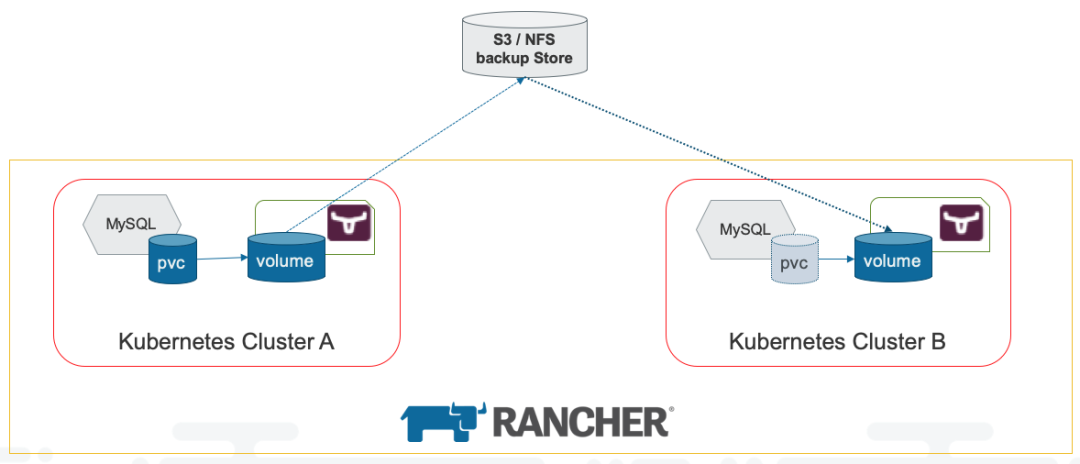 S3 / NFS
backup Store
MySQL
pvc
volume
Kubernetes Cluster A
MySQL
pvc
volume
Kubernetes Cluster B
RANCHER®